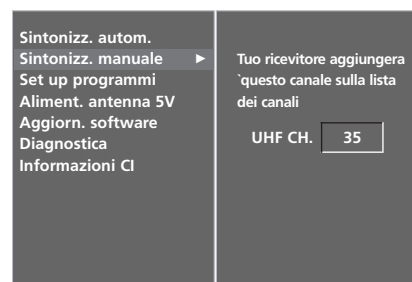 Sintonizz. autom.
Sintonizz. manuale ►
Set up programmi
Aliment. antenna 5V
Aggiorn. software
Diagnostica
Informazioni CI
Tuo ricevitore aggiungera
`questo canale sulla lista
dei canali
UHF CH. 35